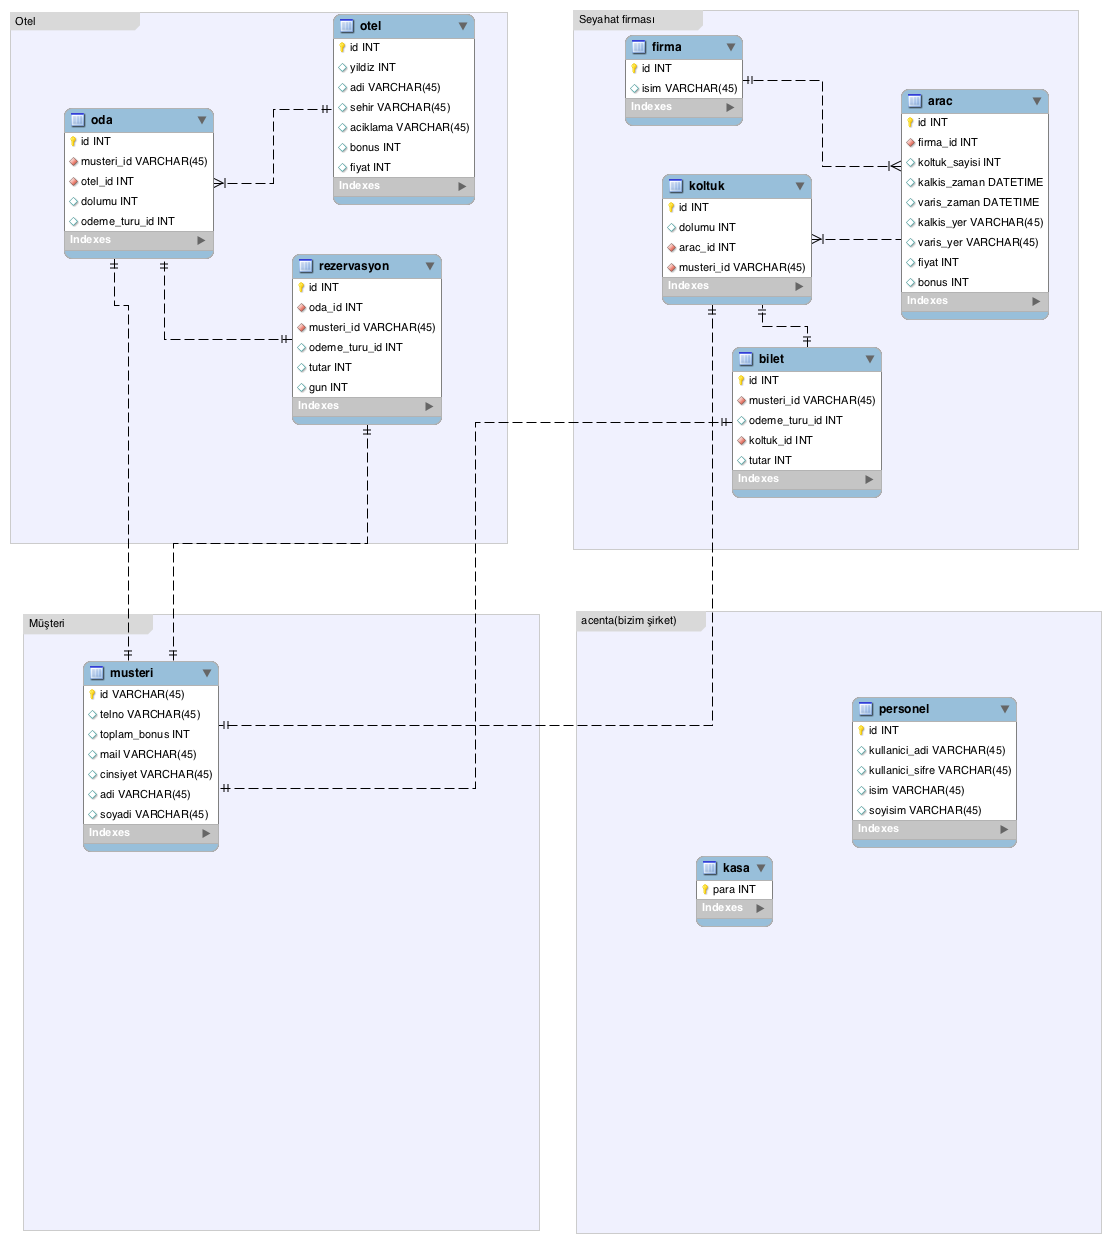 Otel
otel
id INT
yildiz INT
adi VARCHAR(45)
sehir VARCHAR(45)
aciklama VARCHAR(45)
bonus INT
fiyat INT
Indexes
oda
id INT
musteri_id VARCHAR(45)
otel_id INT
dolumu INT
odeme_turu_id INT
Indexes
rezervasyon
id INT
oda_id INT
musteri_id VARCHAR(45)
odeme_turu_id INT
tutar INT
gun INT
Indexes
Seyahat firması
firma
id INT
isim VARCHAR(45)
Indexes
arac
id INT
firma_id INT
koltuk_sayisi INT
kalkis_zaman DATETIME
varis_zaman DATETIME
kalkis_yer VARCHAR(45)
varis_yer VARCHAR(45)
fiyat INT
bonus INT
Indexes
koltuk
id INT
dolumu INT
arac_id INT
musteri_id VARCHAR(45)
Indexes
bilet
id INT
musteri_id VARCHAR(45)
odeme_turu_id INT
koltuk_id INT
tutar INT
Indexes
Müşteri
musteri
id VARCHAR(45)
telno VARCHAR(45)
toplam_bonus INT
mail VARCHAR(45)
cinsiyet VARCHAR(45)
adi VARCHAR(45)
soyadi VARCHAR(45)
Indexes
acenta(bizim şirket)
personel
id INT
kullanici_adi VARCHAR(45)
kullanici_sifre VARCHAR(45)
isim VARCHAR(45)
soyisim VARCHAR(45)
Indexes
kasa
para INT
Indexes